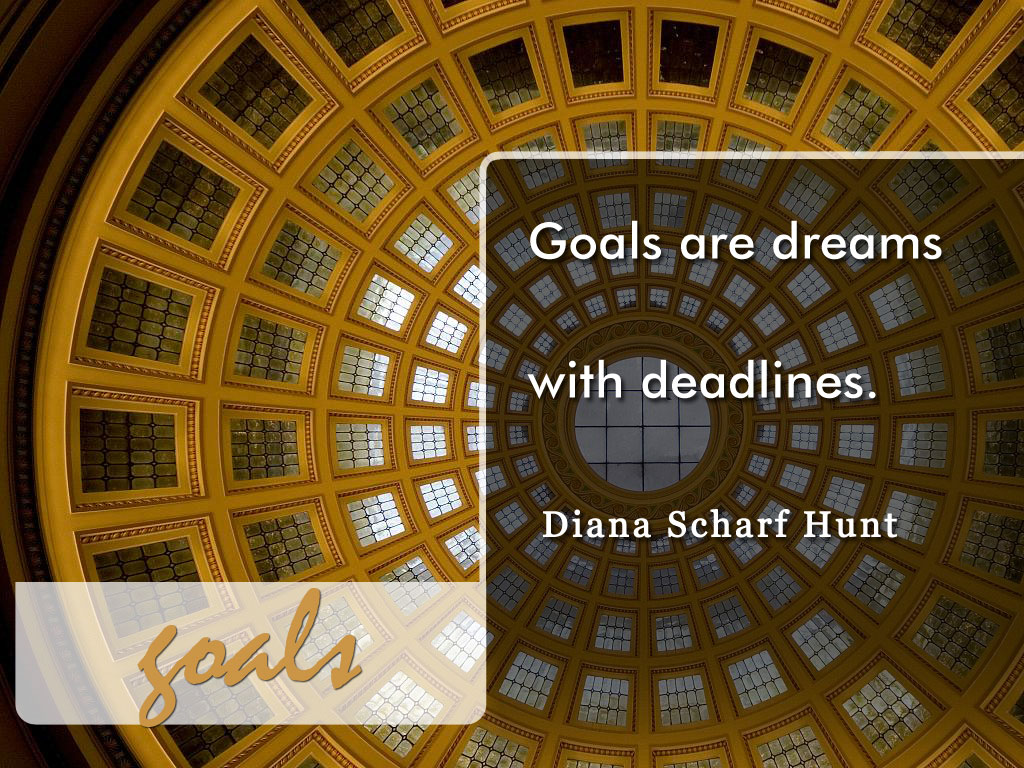 Goals are dreams
with deadlines.
Diana Scharf Hunt
goals